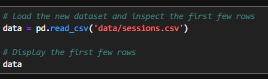 # Load the new dataset and inspect the first few rows
data = pd.read_csv('data/sessions.csv')
# Display the first few rows
data